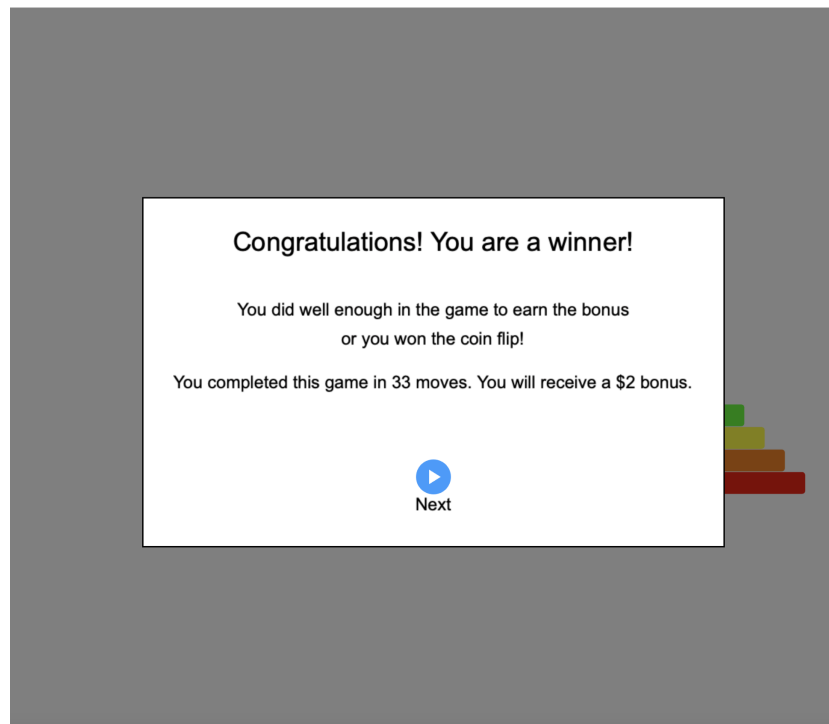 Congratulations! You are a winner!
You did well enough in the game to earn the bonus
or you won the coin flip!
You completed this game in 33 moves. You will receive a $2 bonus.
Next